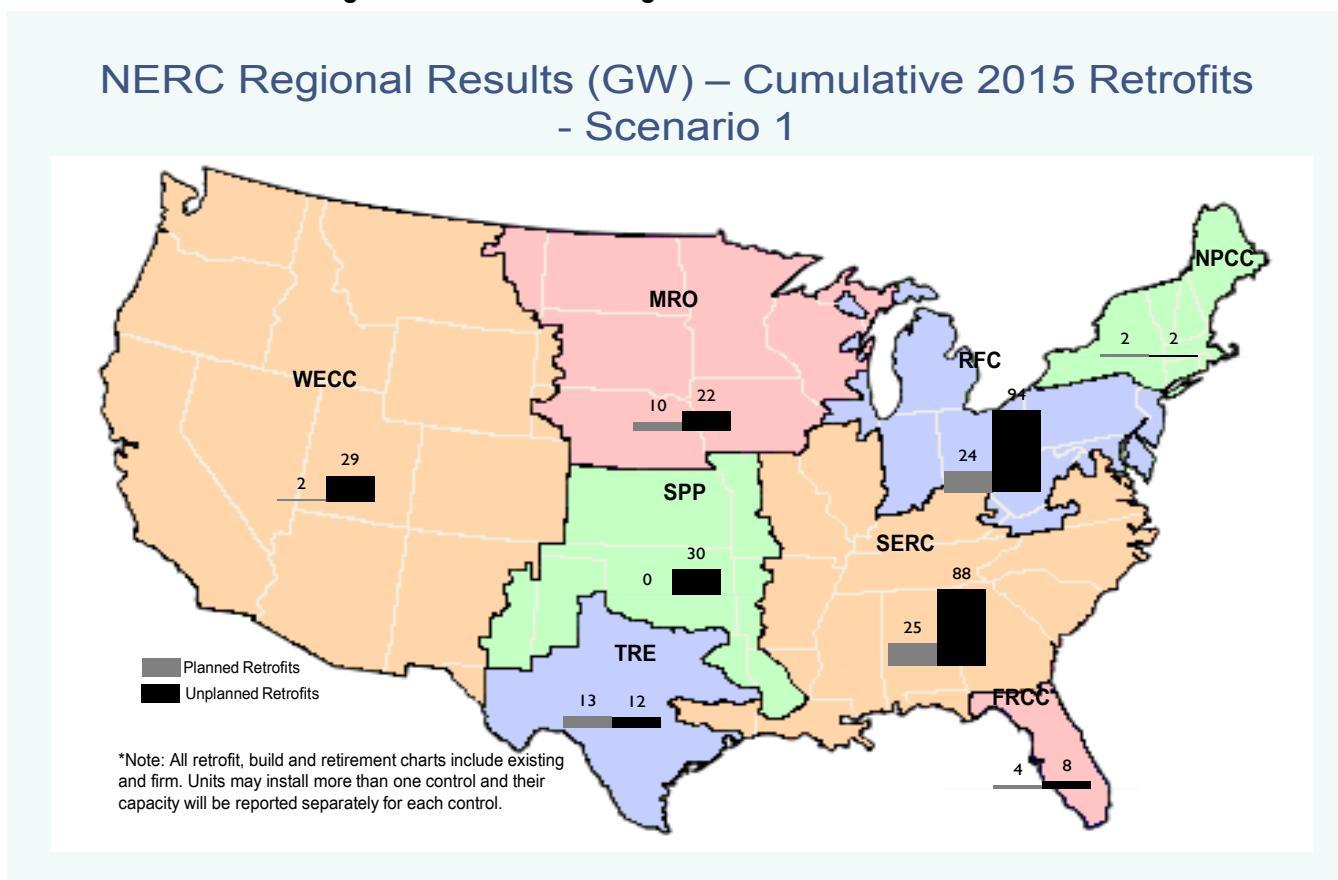 NERC Regional Results (GW) – Cumulative 2015 Retrofits
- Scenario 1
NPCC
MRO
2 2
RFC
WECC
94
10 22
24
29
2
SPP
SERC
30
0
88
25
TRE
Planned Retrofits
Unplanned Retrofits
FRCC
13 12
*Note: All retrofit, build and retirement charts include existing
and firm. Units may install more than one control and their
capacity will be reported separately for each control.
4 8